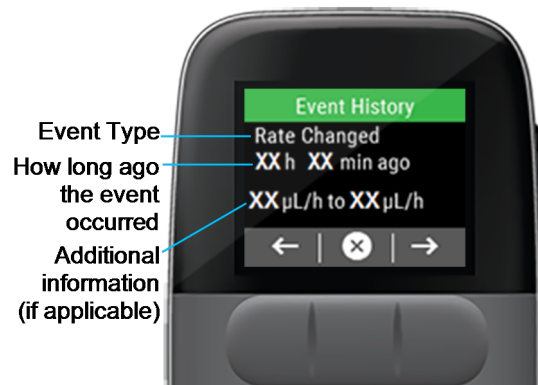 Event History
Event Type
Rate Changed
How long ago
the event
occurred
XX h XX min ago
Additional
information
(if applicable)
XX µL/h to XX µL/h